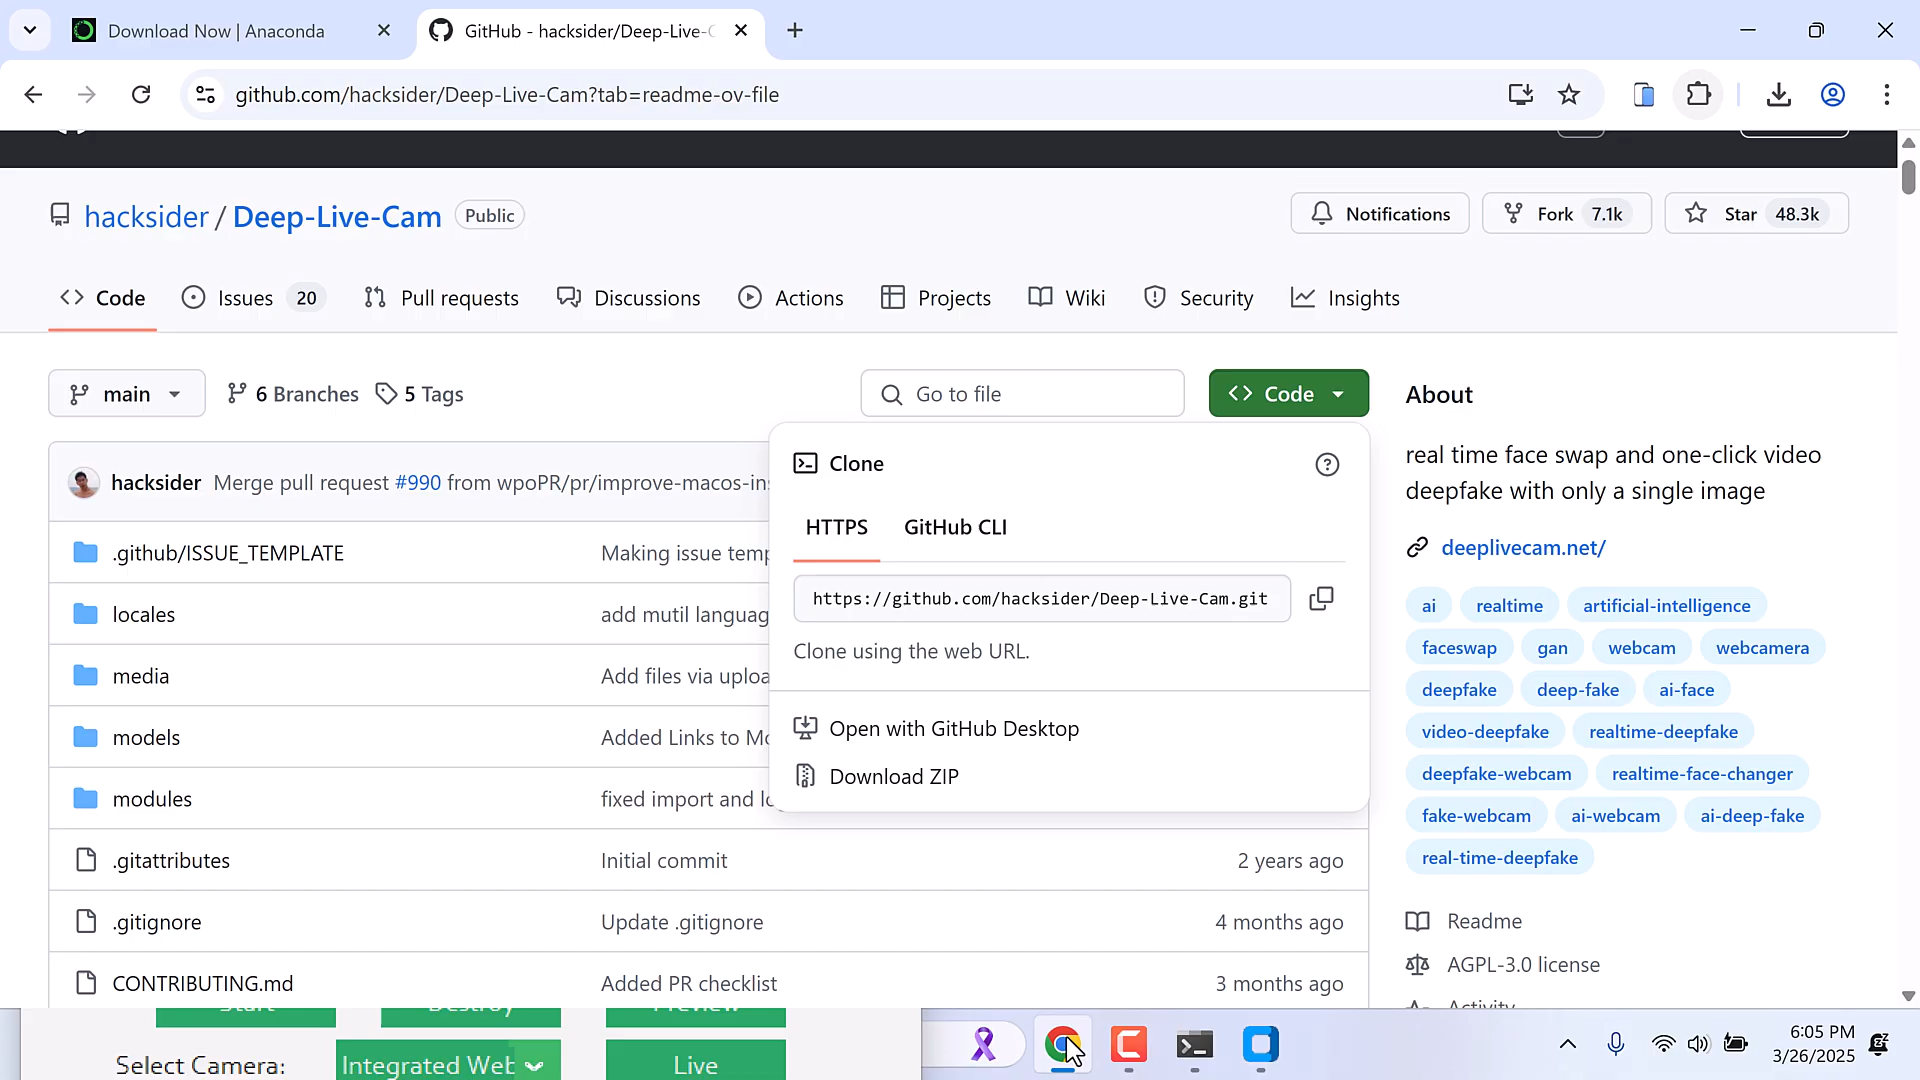 Download Now | Anaconda
GitHub - hacksider/Deep-Live-C
github.com/hacksider/Deep-Live-Cam?tab=readme-ov-file
hacksider / Deep-Live-Cam Public
Notifications Fork 7.1k Star 48.3k
Code Issues 20 Pull requests Discussions Actions Projects Wiki Security Insights
main 6 Branches 5 Tags Go to file Code About
real time face swap and one-click video
deepfake with only a single image
deeplivecam.net/
ai realtime artificial-intelligence
faceswap gan webcam webcamera
deepfake deep-fake ai-face
video-deepfake realtime-deepfake
deepfake-webcam realtime-face-changer
fake-webcam ai-webcam ai-deep-fake
real-time-deepfake
Readme
AGPL-3.0 license
Activity
Clone
HTTPS GitHub CLI
https://github.com/hacksider/Deep-Live-Cam.git
Clone using the web URL.
Open with GitHub Desktop
Download ZIP
hacksider Merge pull request #990 from wpoPR/pr/improve-macos-in
.github/ISSUE_TEMPLATE Making issue temp
locales add mutil languag
media Add files via uploa
models Added Links to Mo
modules fixed import and lo
.gitattributes Initial commit 2 years ago
.gitignore Update .gitignore 4 months ago
CONTRIBUTING.md Added PR checklist 3 months ago
Start Destroy Preview
Select Camera: Integrated Web Live
6:05 PM
3/26/2025